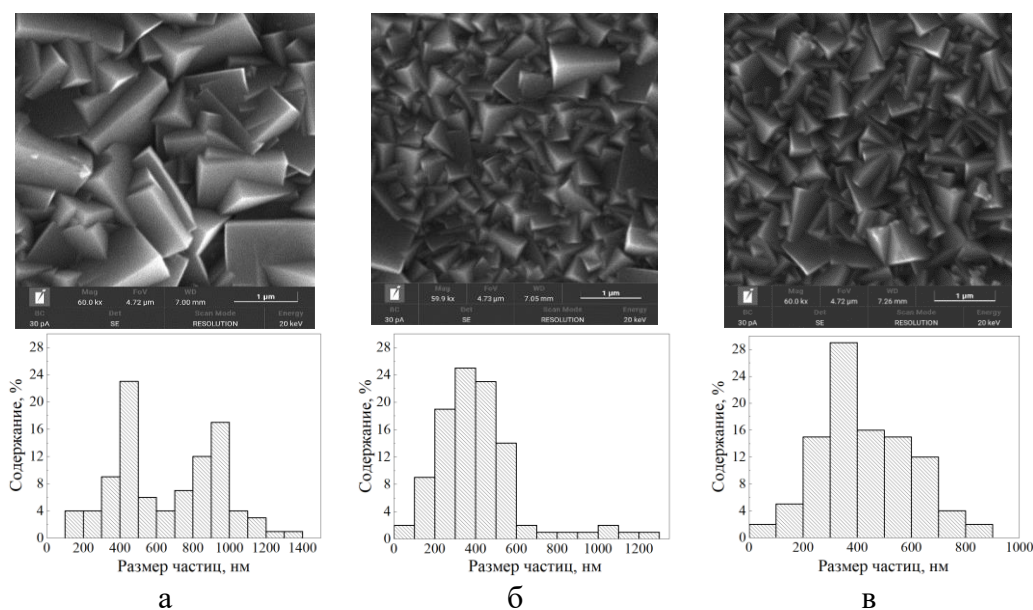 Mag FoV WD
60.0 kx 4.72 µm 7.00 mm 1 µm
BC Det Scan Mode Energy
30 pA SE RESOLUTION 20 keV
Mag FoV WD
59.9 kx 4.73 µm 7.05 mm 1 µm
BC Det Scan Mode Energy
30 pA SE RESOLUTION 20 keV
Mag FoV WD
60.0 kx 4.72 µm 7.26 mm 1 µm
BC Det Scan Mode Energy
30 pA SE RESOLUTION 20 keV
Содержание, %
28
24
20
16
12
8
4
0
0 200 400 600 800 1000 1200 1400
Размер частиц, нм
Содержание, %
28
24
20
16
12
8
4
0
0 200 400 600 800 1000 1200
Размер частиц, нм
Содержание, %
28
24
20
16
12
8
4
0
0 200 400 600 800 1000
Размер частиц, нм
а б в